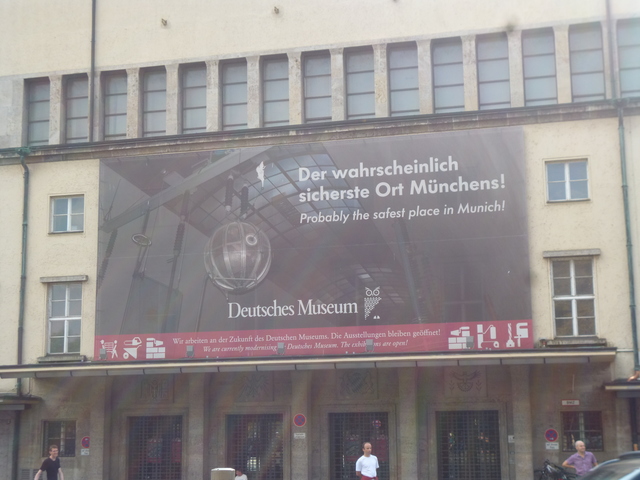 Der wahrscheinlich
sicherste Ort Münchens!
Probably the safest place in Munich!
Deutsches Museum
Wir arbeiten an der Zukunft des Deutschen Museums. Die Ausstellungen bleiben geöffnet!
We are currently modernising Deutsches Museum. The exhibitions are open!